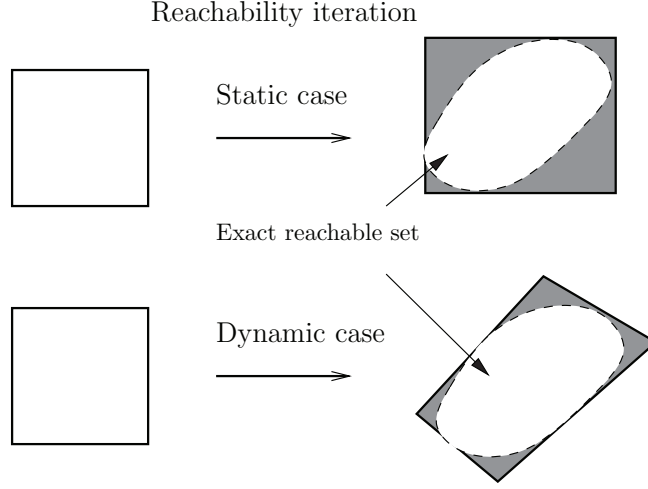 Reachability iteration
Static case
Exact reachable set
Dynamic case